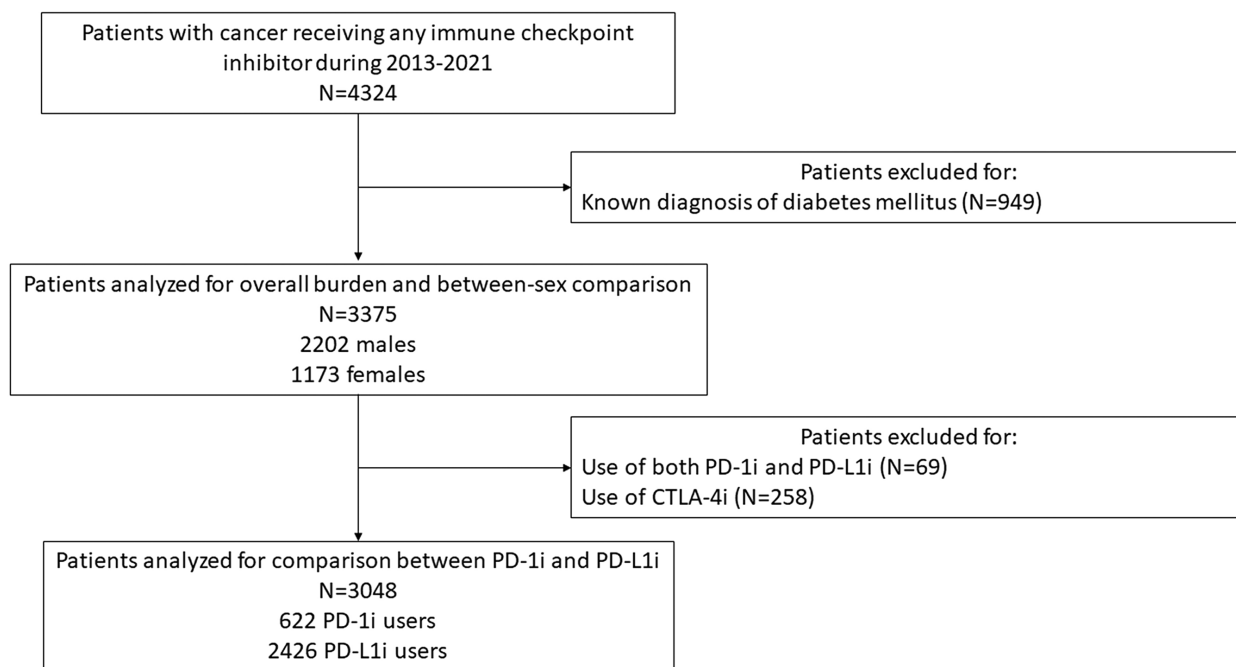 Patients with cancer receiving any immune checkpoint
inhibitor during 2013-2021
N=4324
Patients excluded for:
Known diagnosis of diabetes mellitus (N=949)
Patients analyzed for overall burden and between-sex comparison
N=3375
2202 males
1173 females
Patients excluded for:
Use of both PD-1i and PD-L1i (N=69)
Use of CTLA-4i (N=258)
Patients analyzed for comparison between PD-1i and PD-L1i
N=3048
622 PD-1i users
2426 PD-L1i users